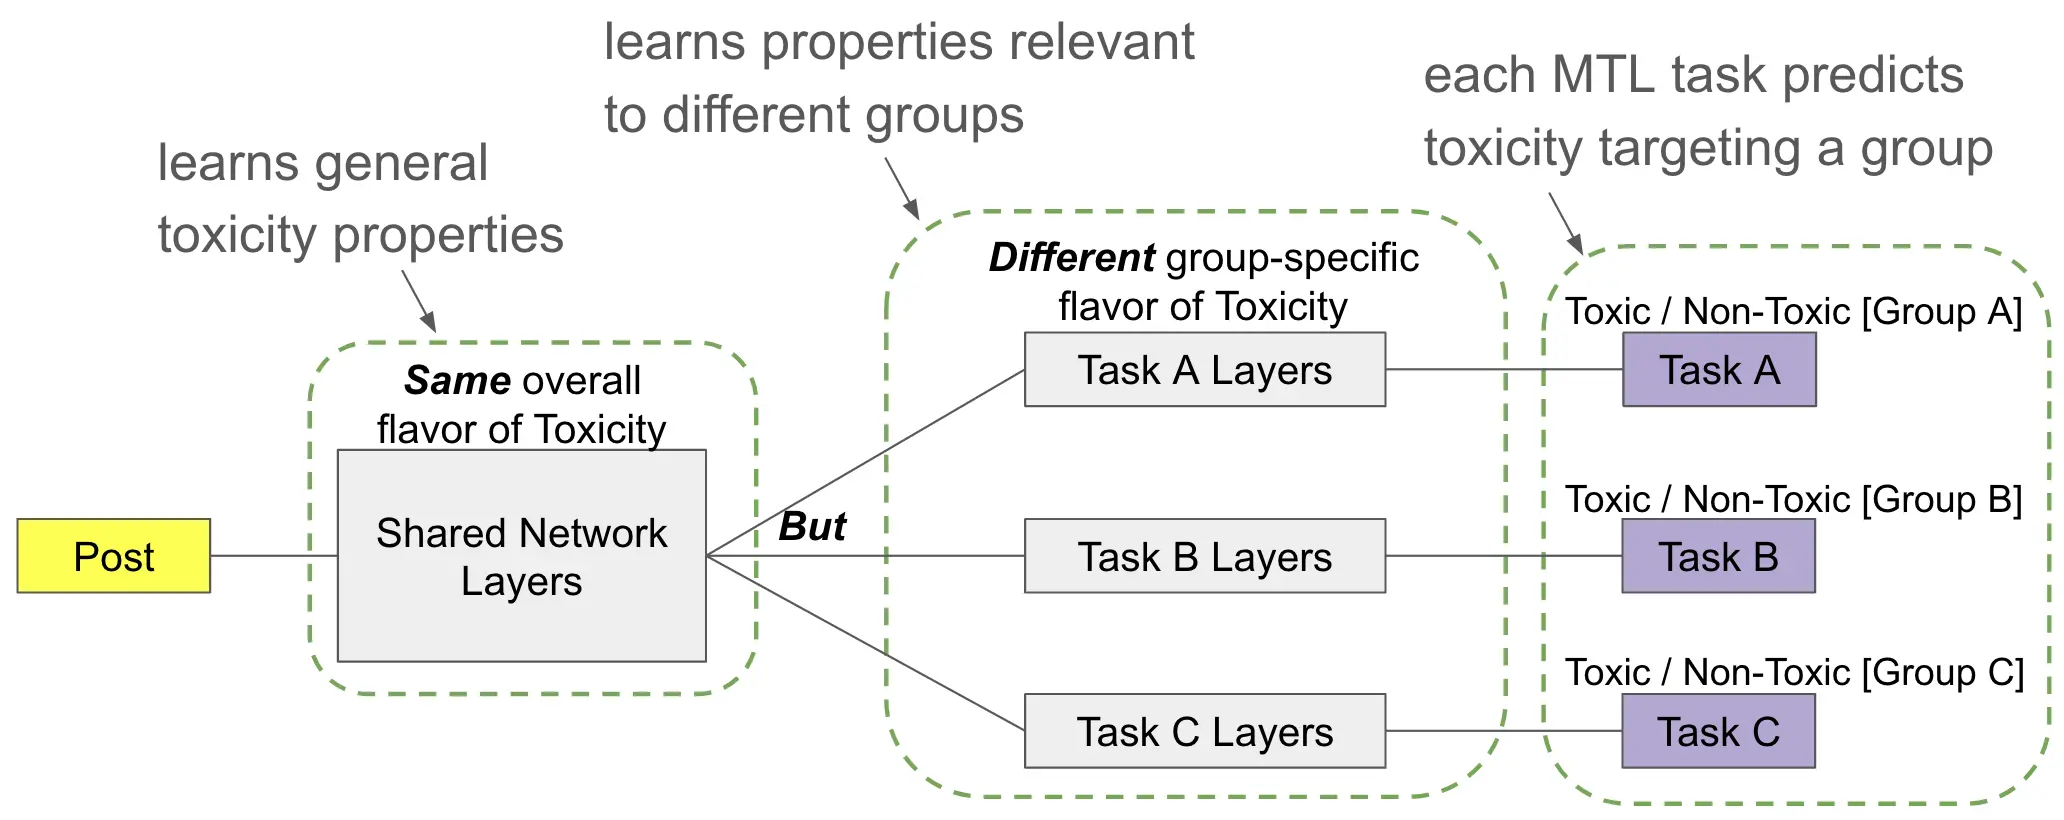 learns general
toxicity properties
learns properties relevant
to different groups
each MTL task predicts
toxicity targeting a group
Post
Same overall
flavor of Toxicity
Shared Network
Layers
But
Different group-specific
flavor of Toxicity
Task A Layers
Task B Layers
Task C Layers
Toxic / Non-Toxic [Group A]
Task A
Toxic / Non-Toxic [Group B]
Task B
Toxic / Non-Toxic [Group C]
Task C